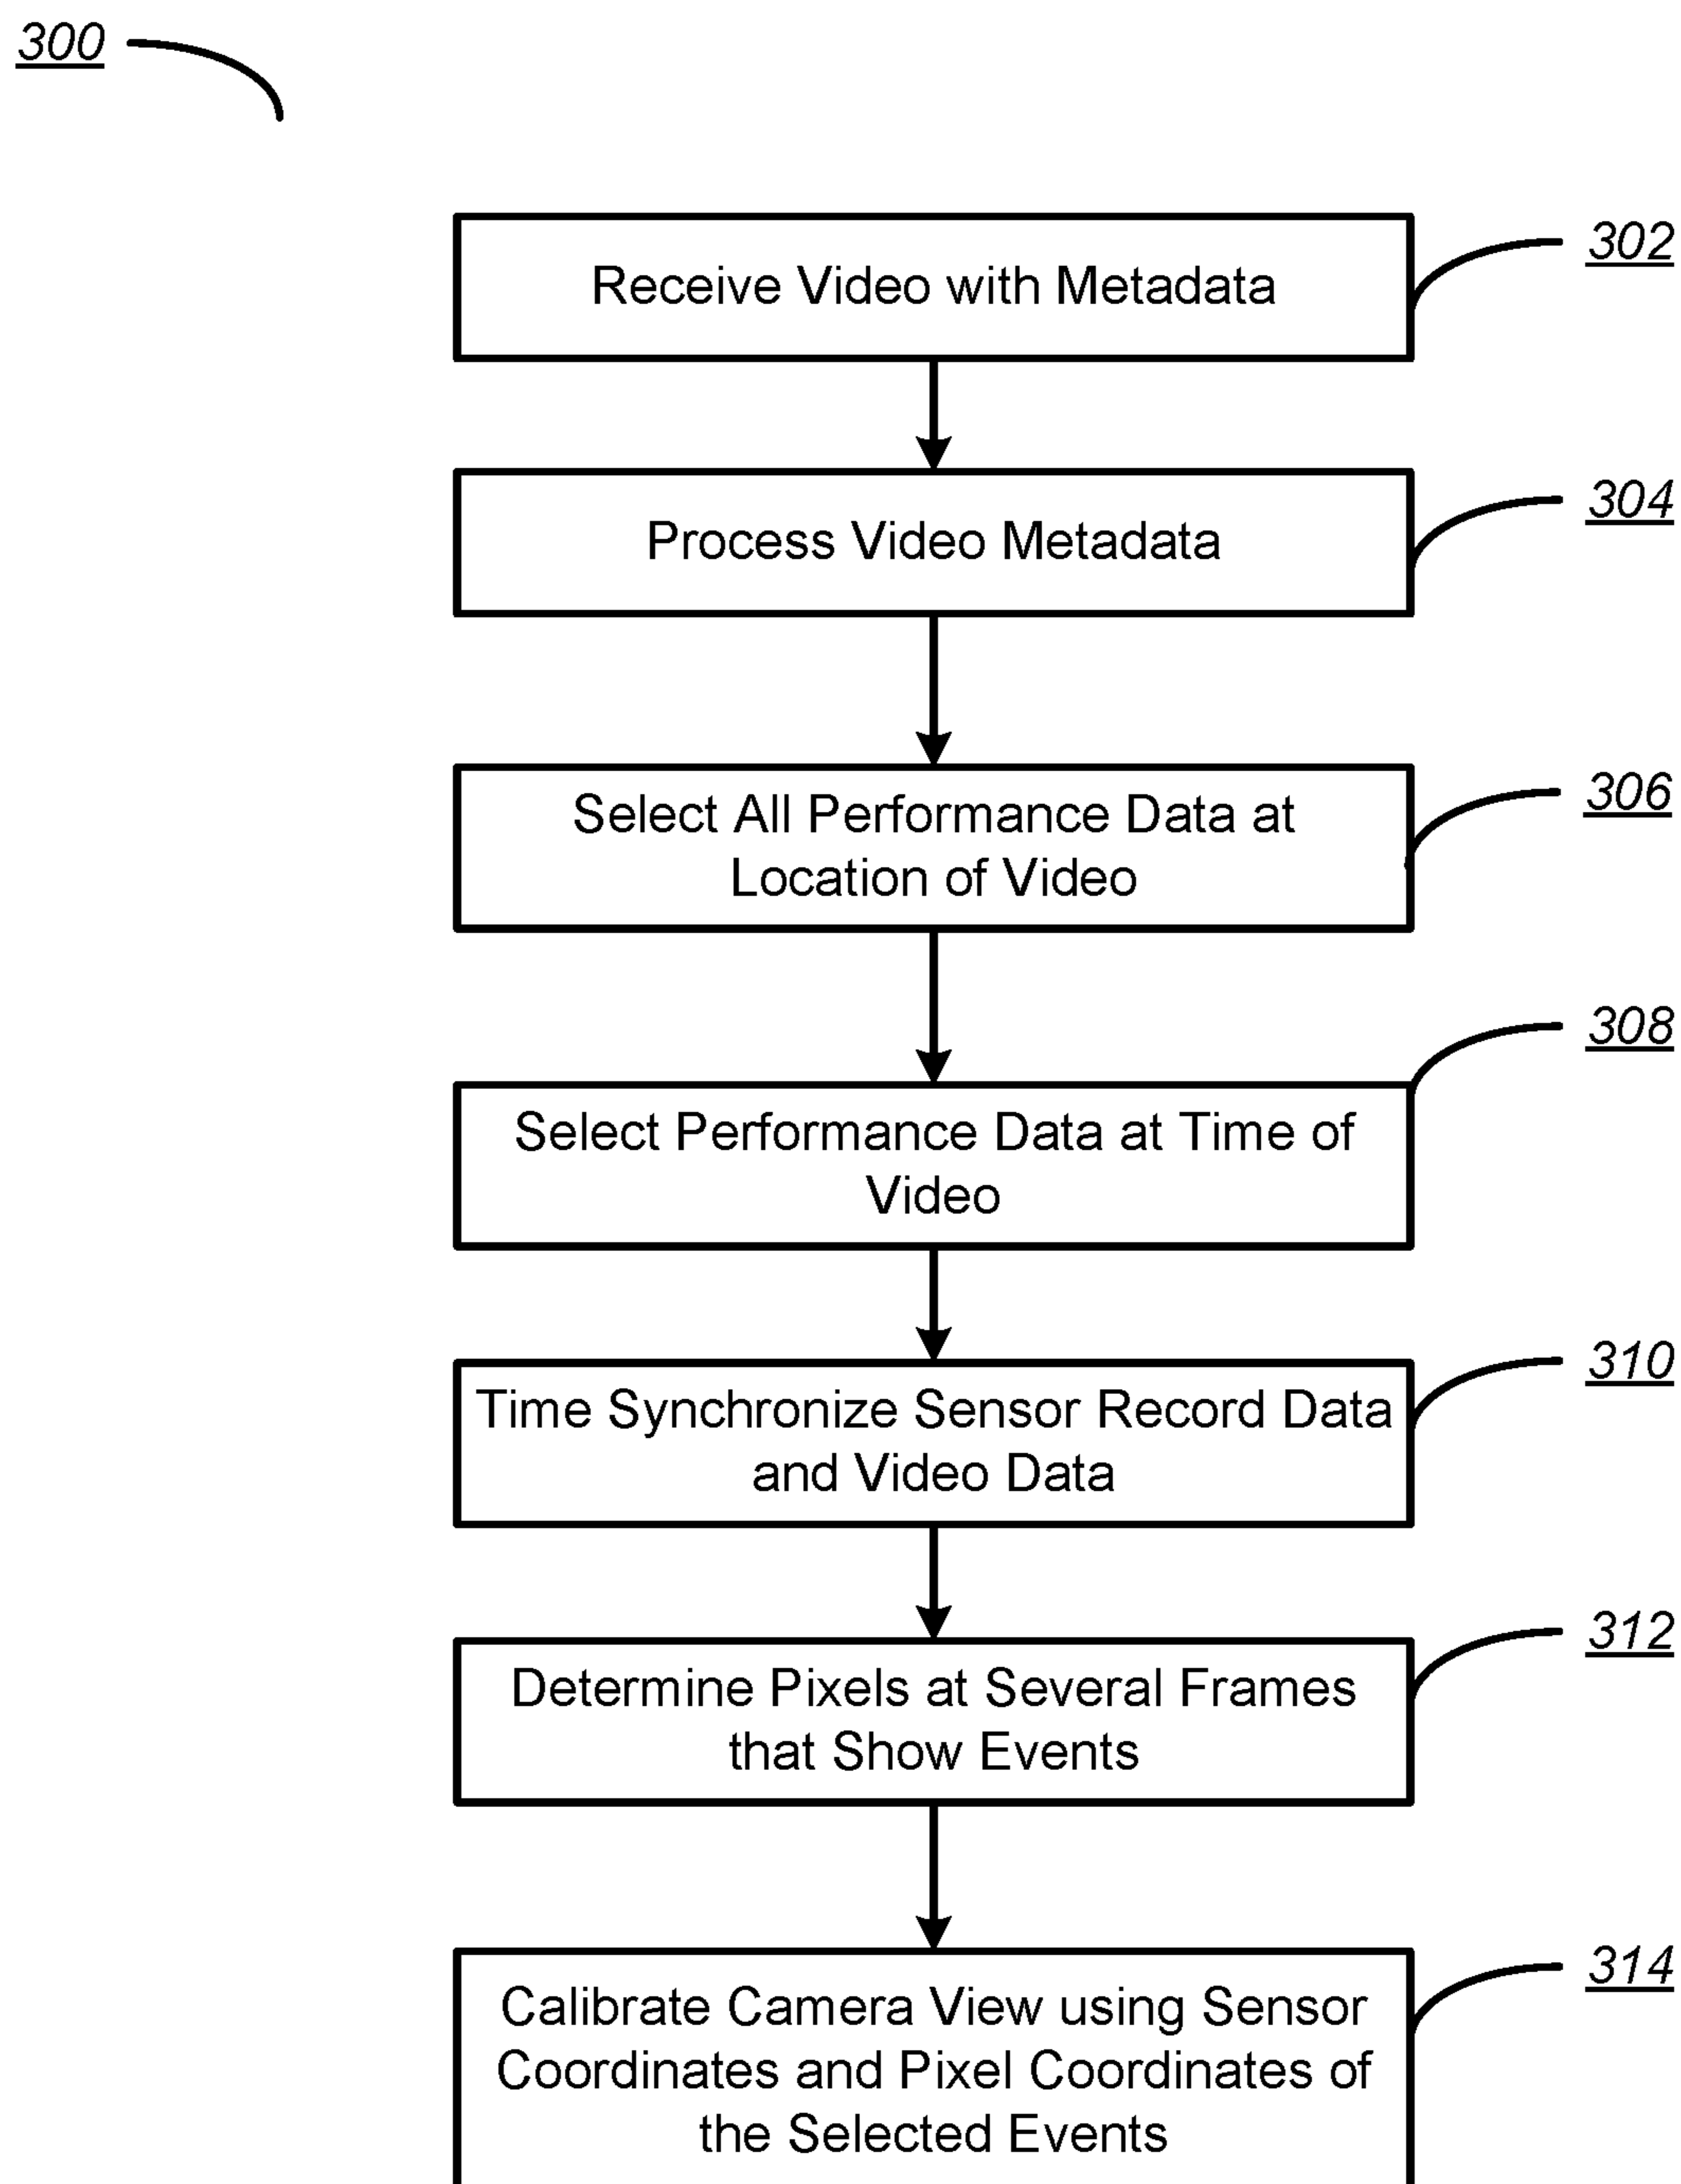 300
Receive Video with Metadata
302
Process Video Metadata
304
Select All Performance Data at
Location of Video
306
Select Performance Data at Time of
Video
308
Time Synchronize Sensor Record Data
and Video Data
310
Determine Pixels at Several Frames
that Show Events
312
Calibrate Camera View using Sensor
Coordinates and Pixel Coordinates of
the Selected Events
314